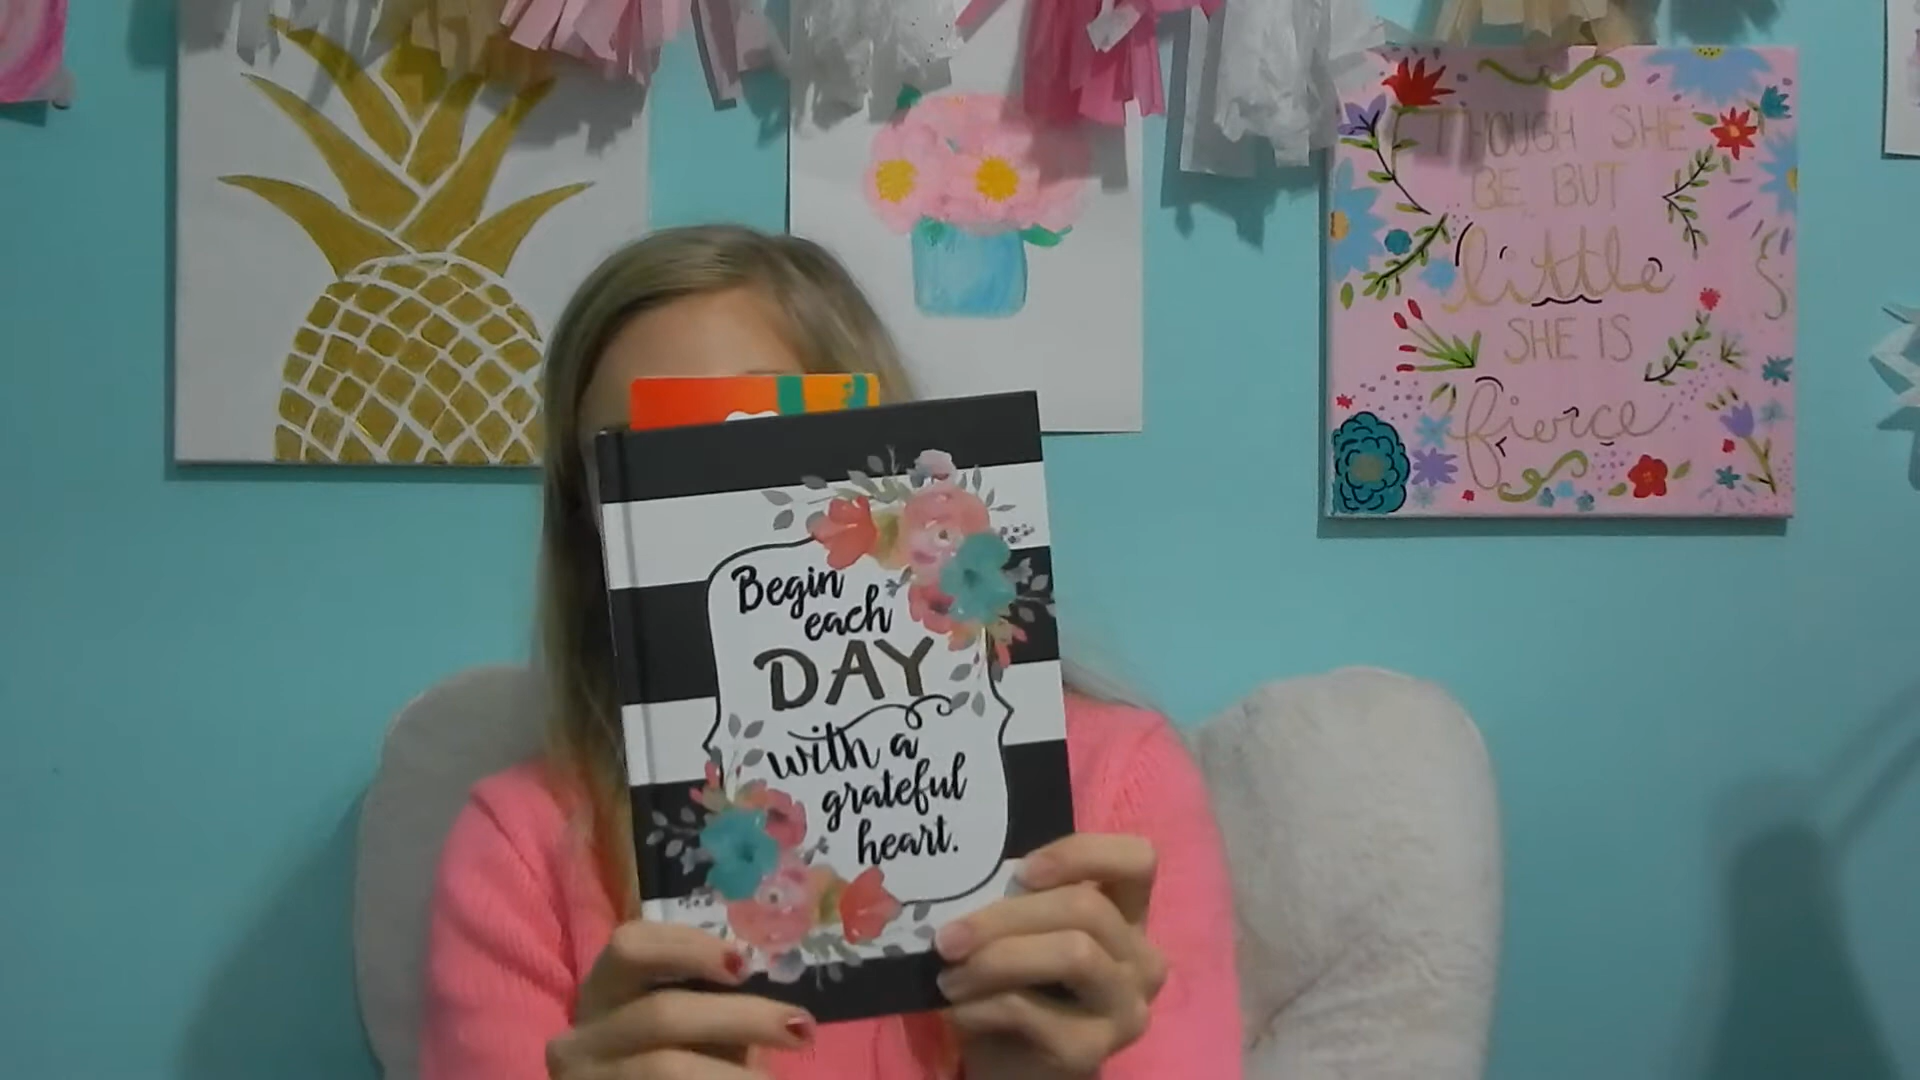 THOUGH SHE
BE BUT
little
SHE IS
fierce
Begin
each
DAY
with a
grateful
heart.